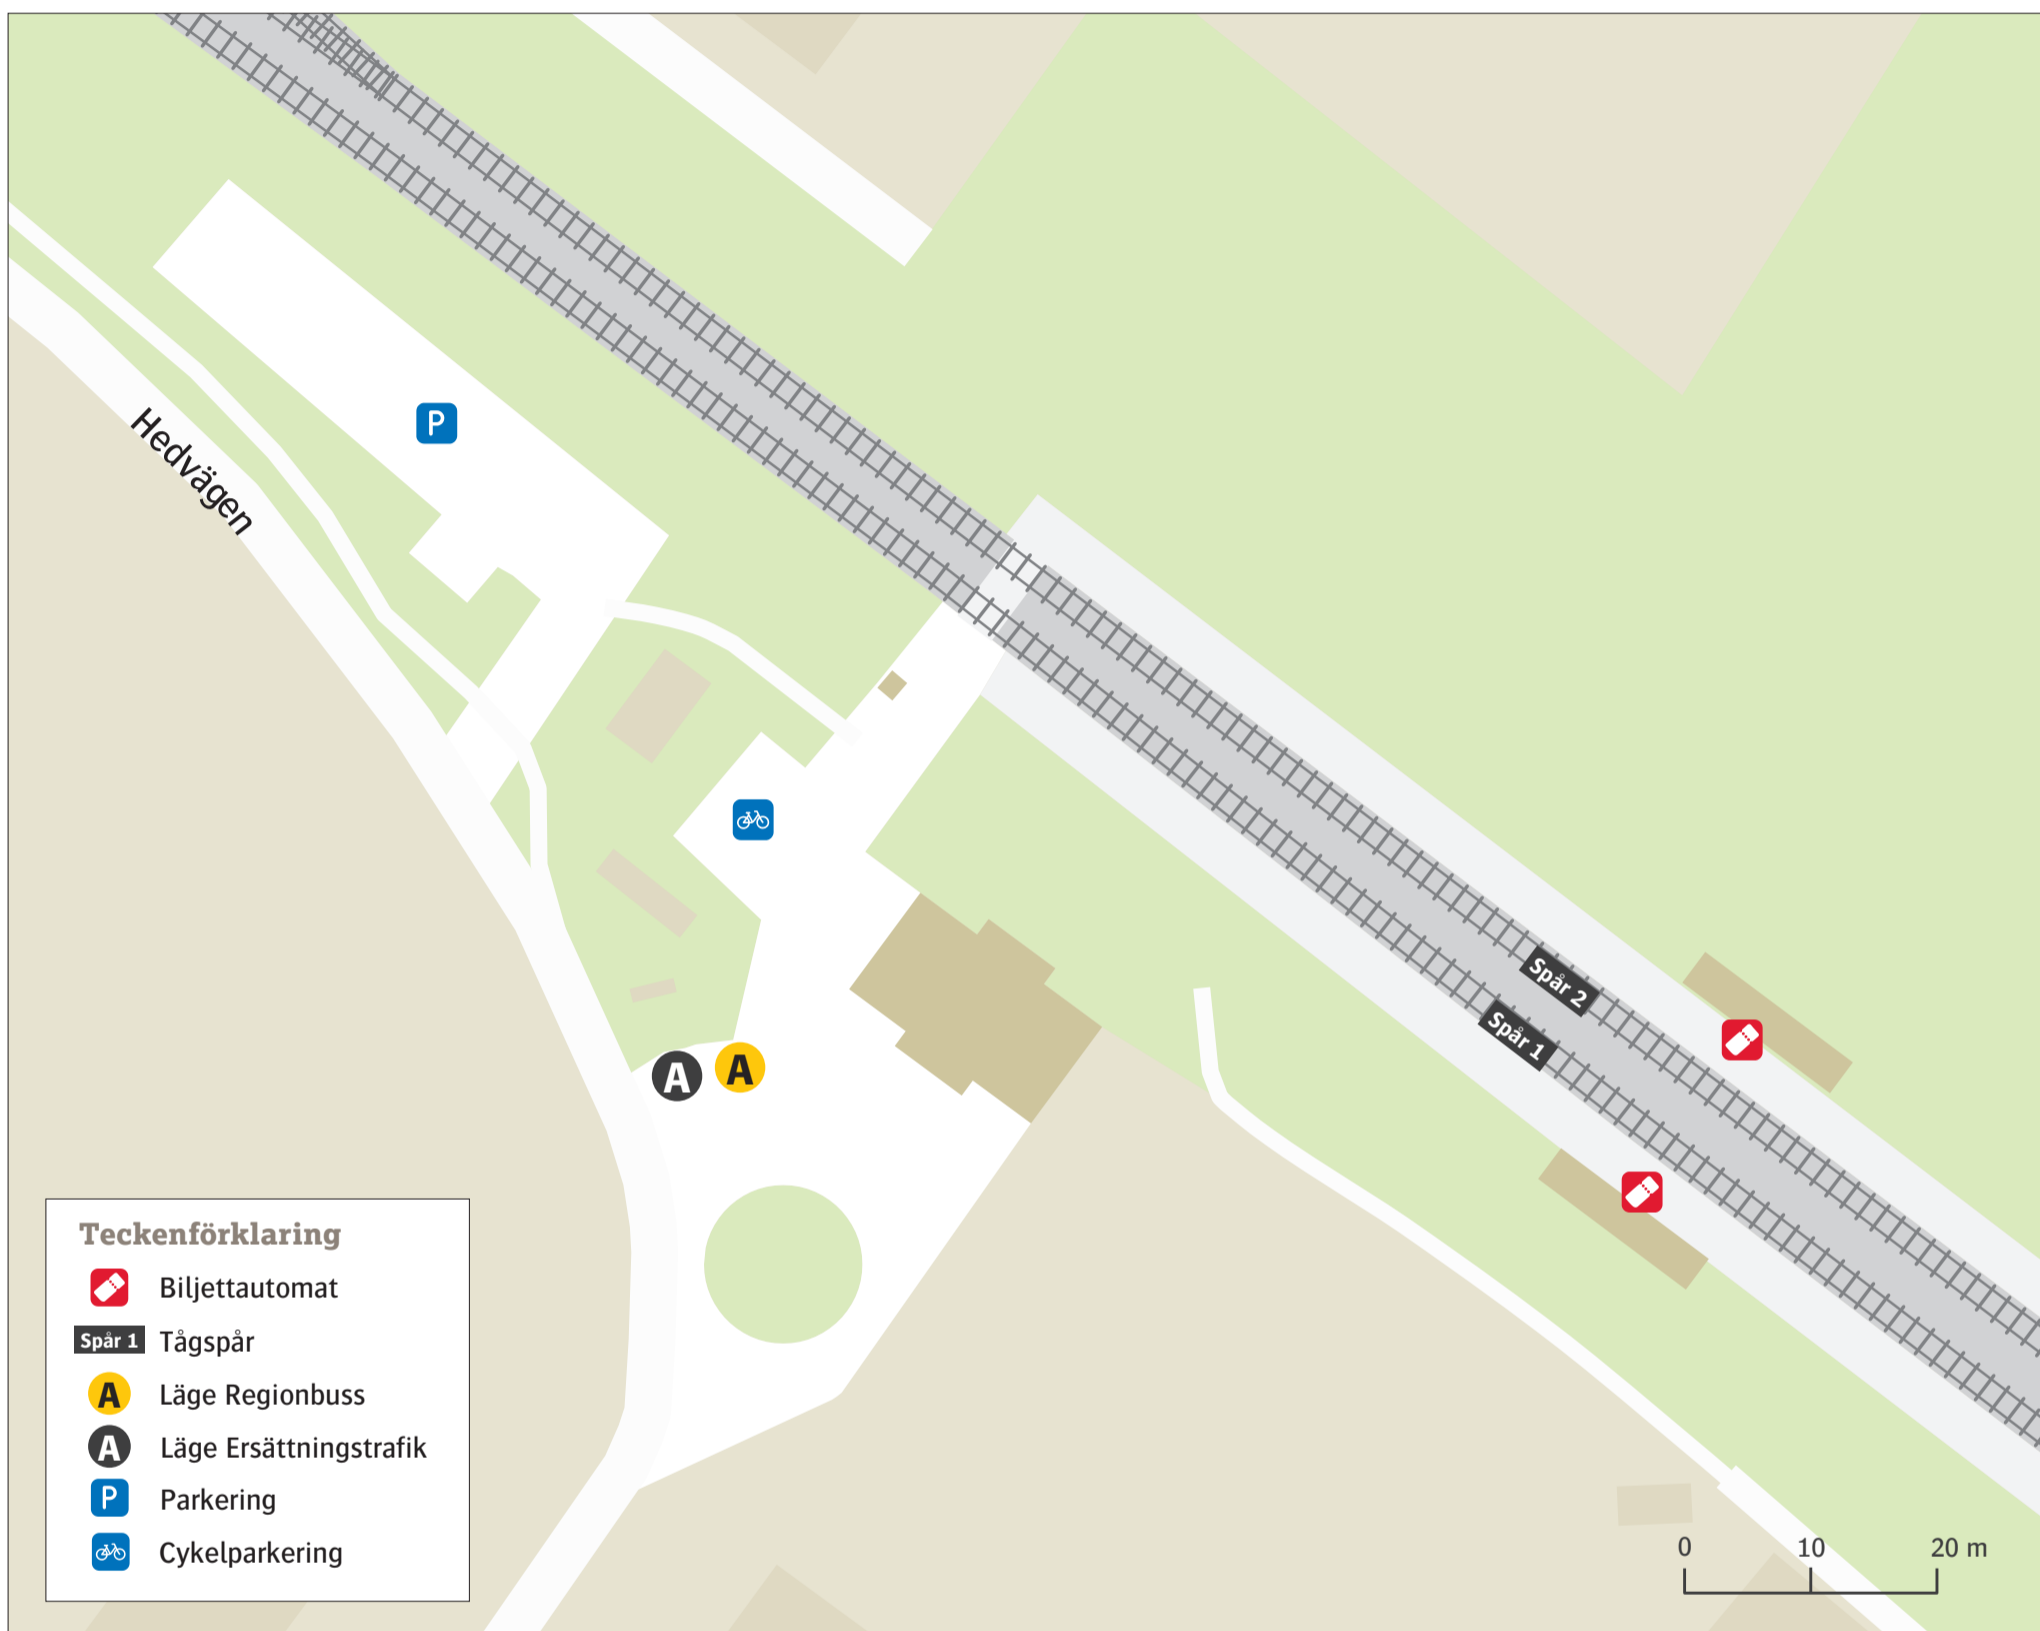 P
Hedvägen
Spår 2
Spår 1
A
A
Teckenförklaring
Biljettautomat
Spår 1 Tågspår
A Läge Regionbuss
A Läge Ersättningstrafik
P Parkering
Cykelparkering
0 10 20 m